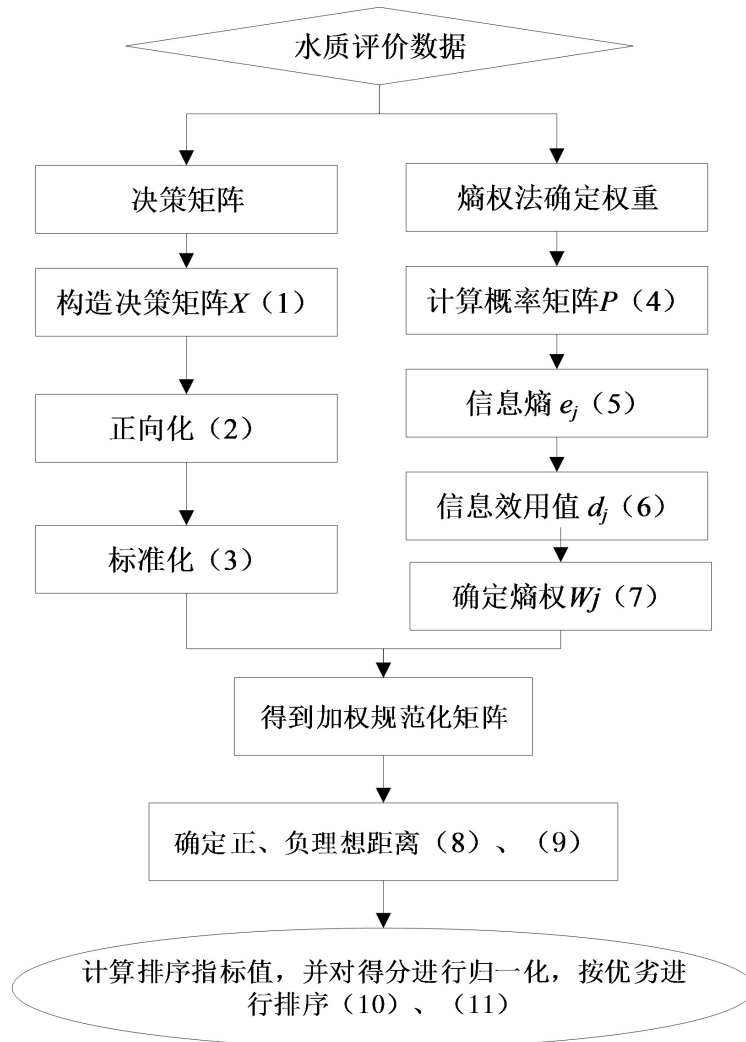 水质评价数据
决策矩阵
构造决策矩阵X（1）
正向化（2）
标准化（3）
熵权法确定权重
计算概率矩阵P（4）
信息熵 ej（5）
信息效用值 dj（6）
确定熵权Wj（7）
得到加权规范化矩阵
确定正、负理想距离（8）、（9）
计算排序指标值，并对得分进行归一化，按优劣进
行排序（10）、（11）